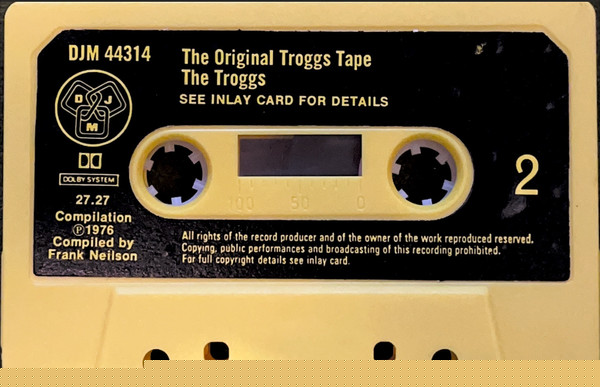 DJM 44314
The Original Troggs Tape
The Troggs
SEE INLAY CARD FOR DETAILS
D J
M
DOLBY SYSTEM
27.27
Compilation
Ⓟ1976
Compiled by
Frank Neilson
2
100 50 0
All rights of the record producer and of the owner of the work reproduced reserved.
Copying, public performances and broadcasting of this recording prohibited.
For full copyright details see inlay card.